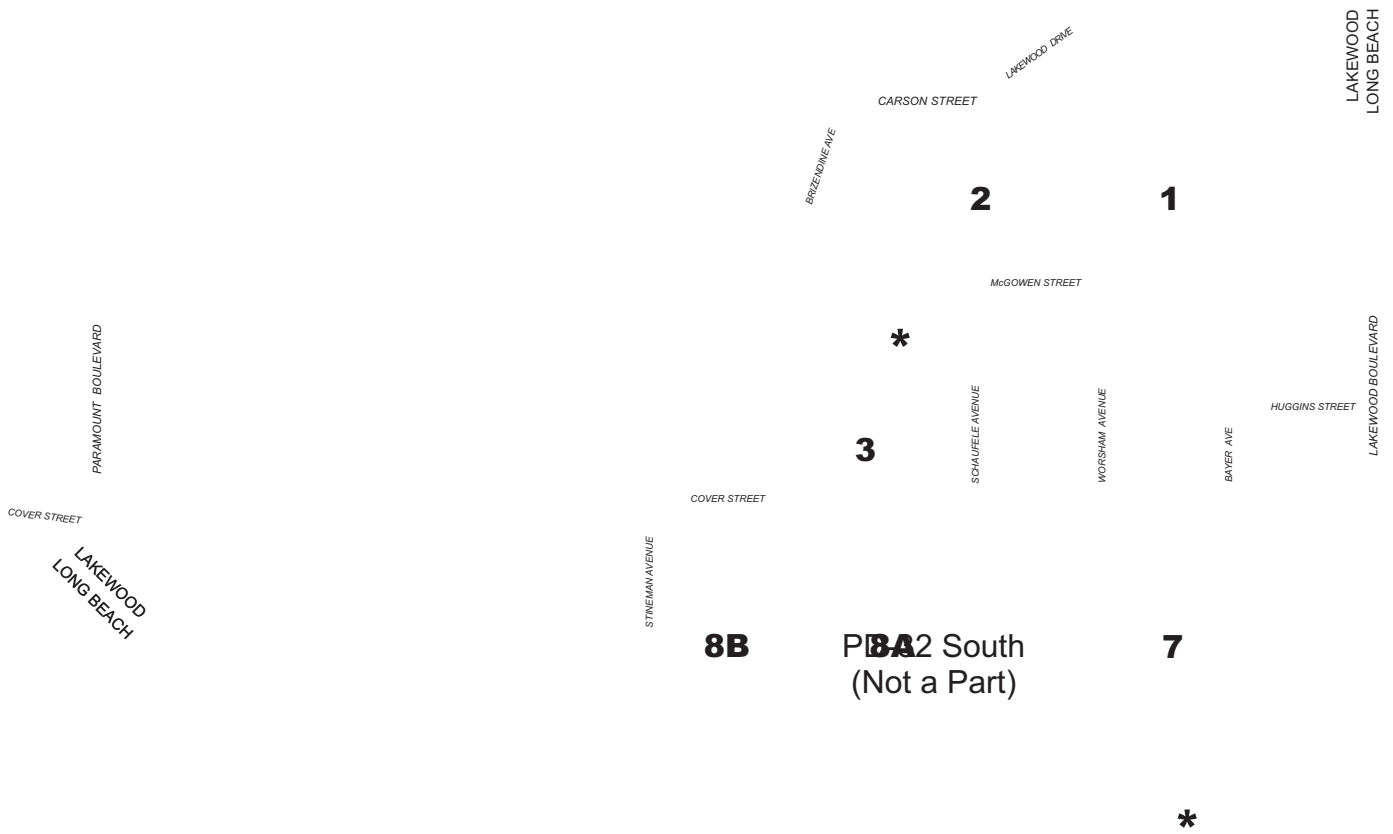 LAKEWOOD
LONG BEACH
LAKEWOOD DRIVE
CARSON STREET
BRIZENDINE AVE
2
1
McGOWEN STREET
*
PARAMOUNT BOULEVARD
LAKEWOOD BOULEVARD
SCHAUFELE AVENUE
WORSHAM AVENUE
HUGGINS STREET
BAYER AVE
3
COVER STREET
COVER STREET
LAKEWOOD
LONG BEACH
STINEMAN AVENUE
8B
8A
PD-32 South
(Not a Part)
7
*